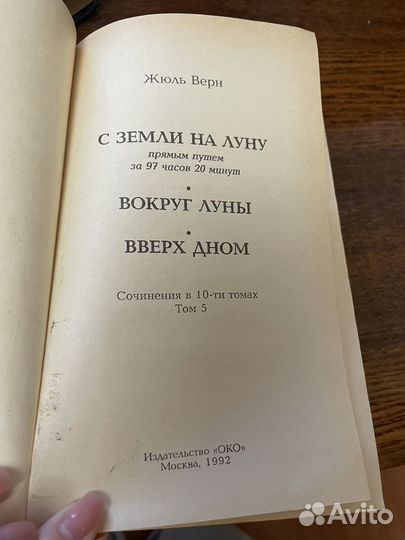 Жюль Верн
С ЗЕМЛИ НА ЛУНУ
прямым путем
за 97 часов 20 минут
•
ВОКРУГ ЛУНЫ
•
ВВЕРХ ДНОМ
Сочинения в 10-ти томах
Том 5
Издательство «ОКО»
Москва, 1992
Avito